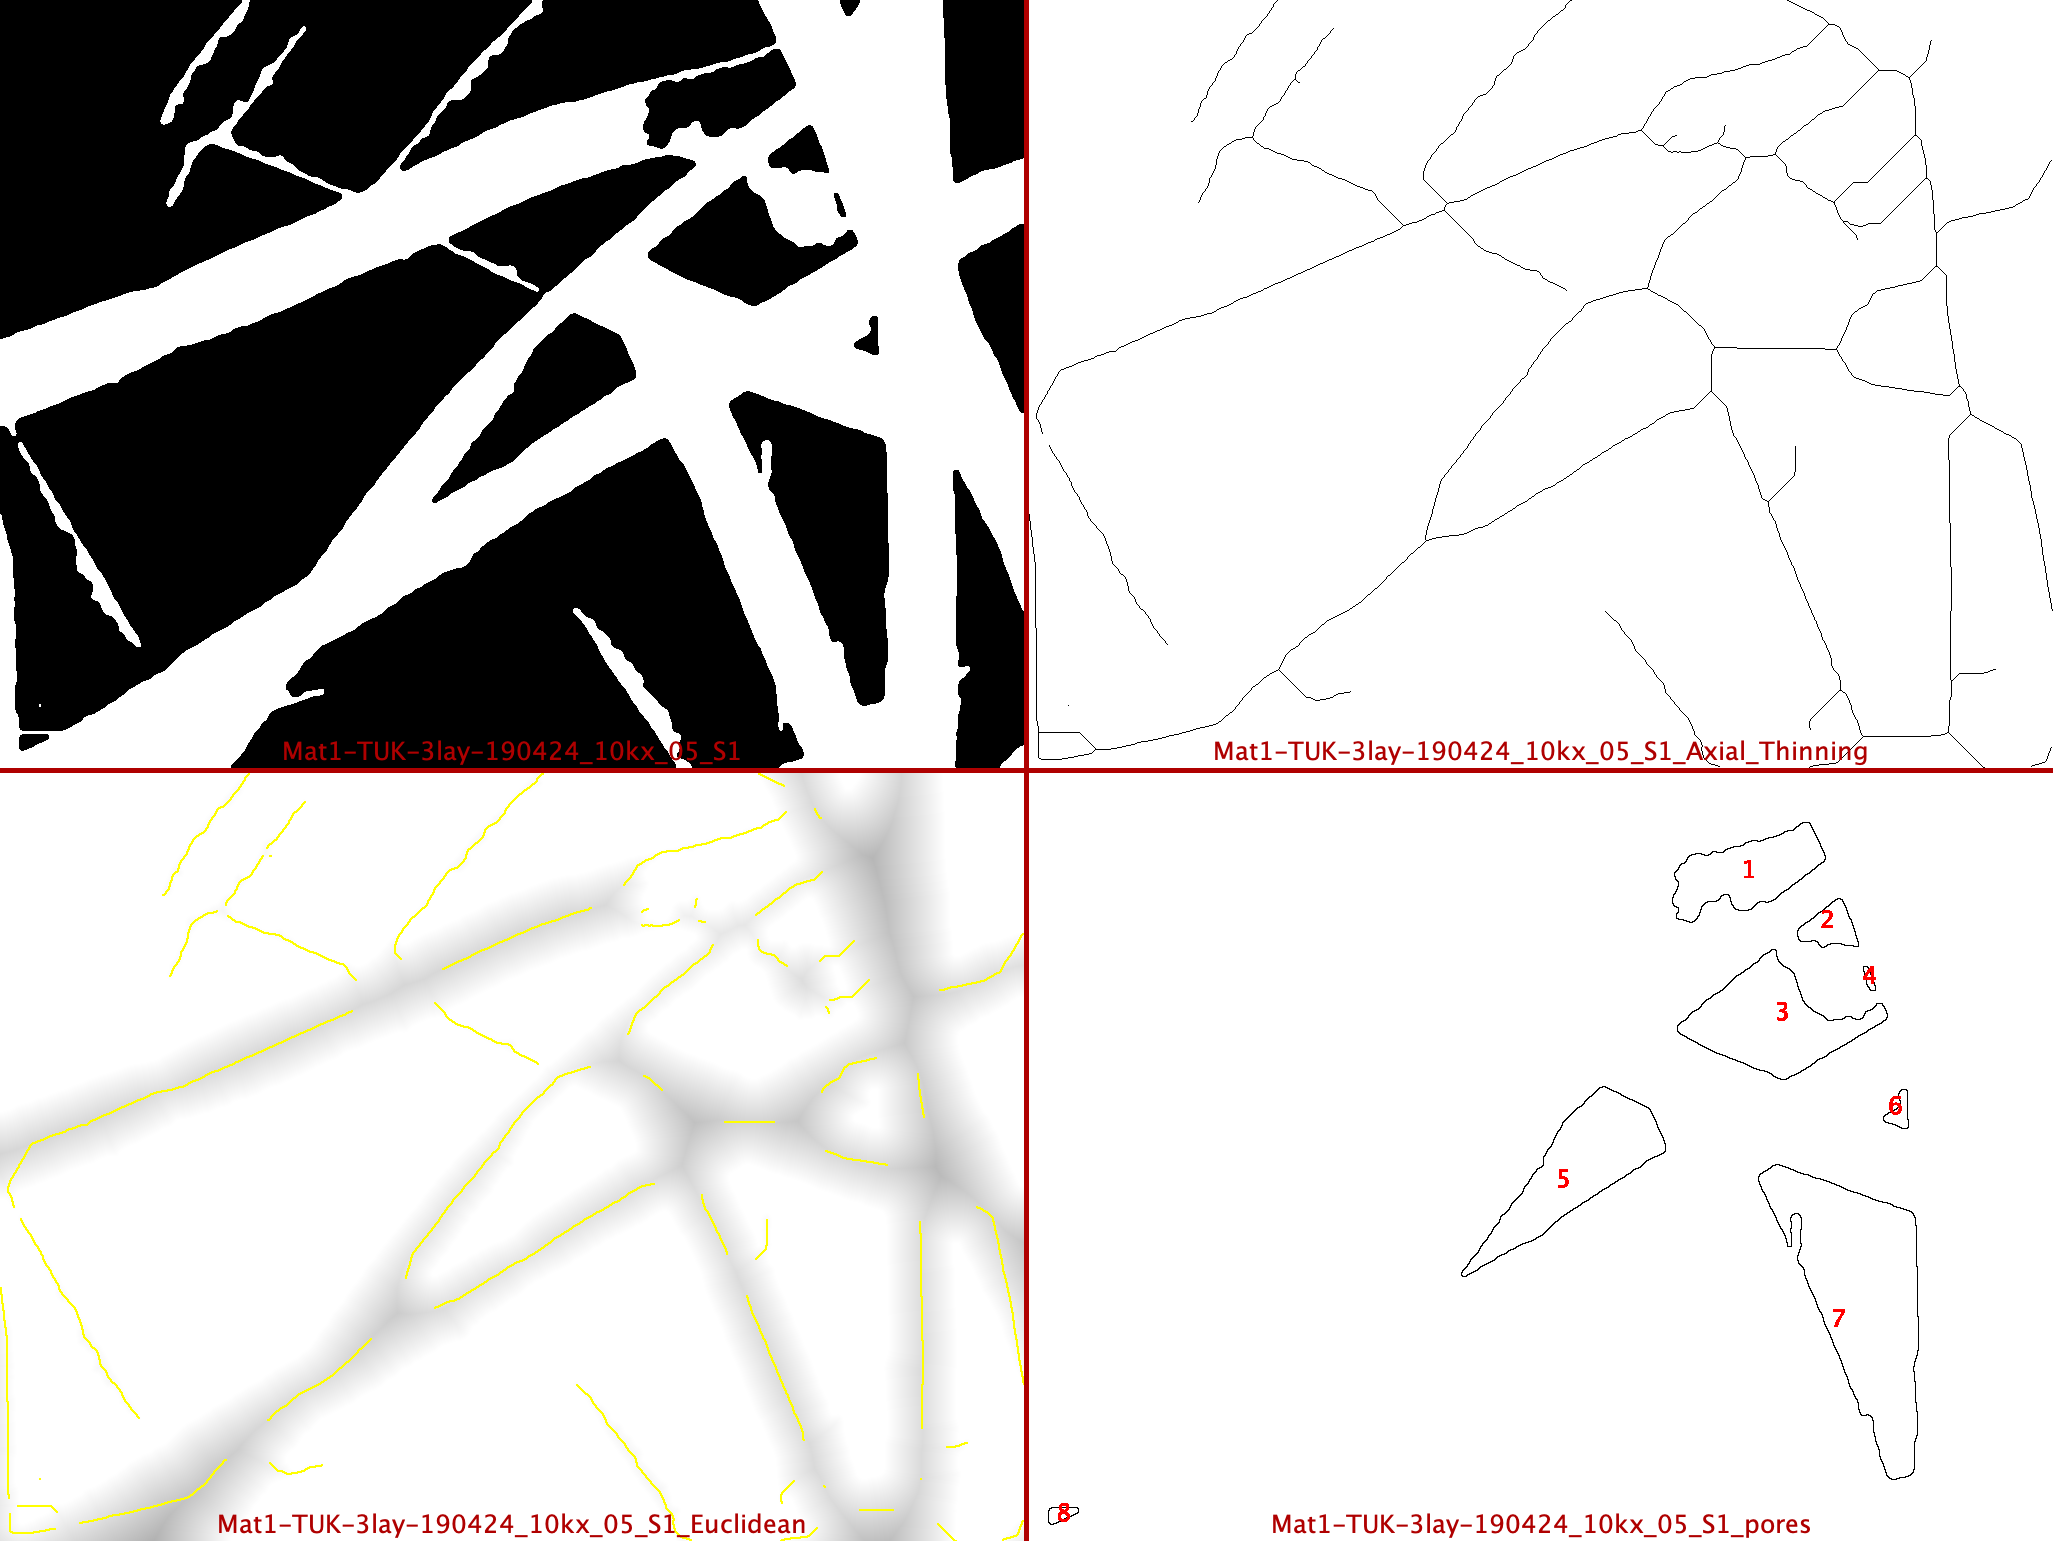 Mat1-TUK-3lay-190424_10kx_05_S1
Mat1-TUK-3lay-190424_10kx_05_S1_Axial_Thinning
1
2
4
3
6
5
7
8
Mat1-TUK-3lay-190424_10kx_05_S1_Euclidean
Mat1-TUK-3lay-190424_10kx_05_S1_pores